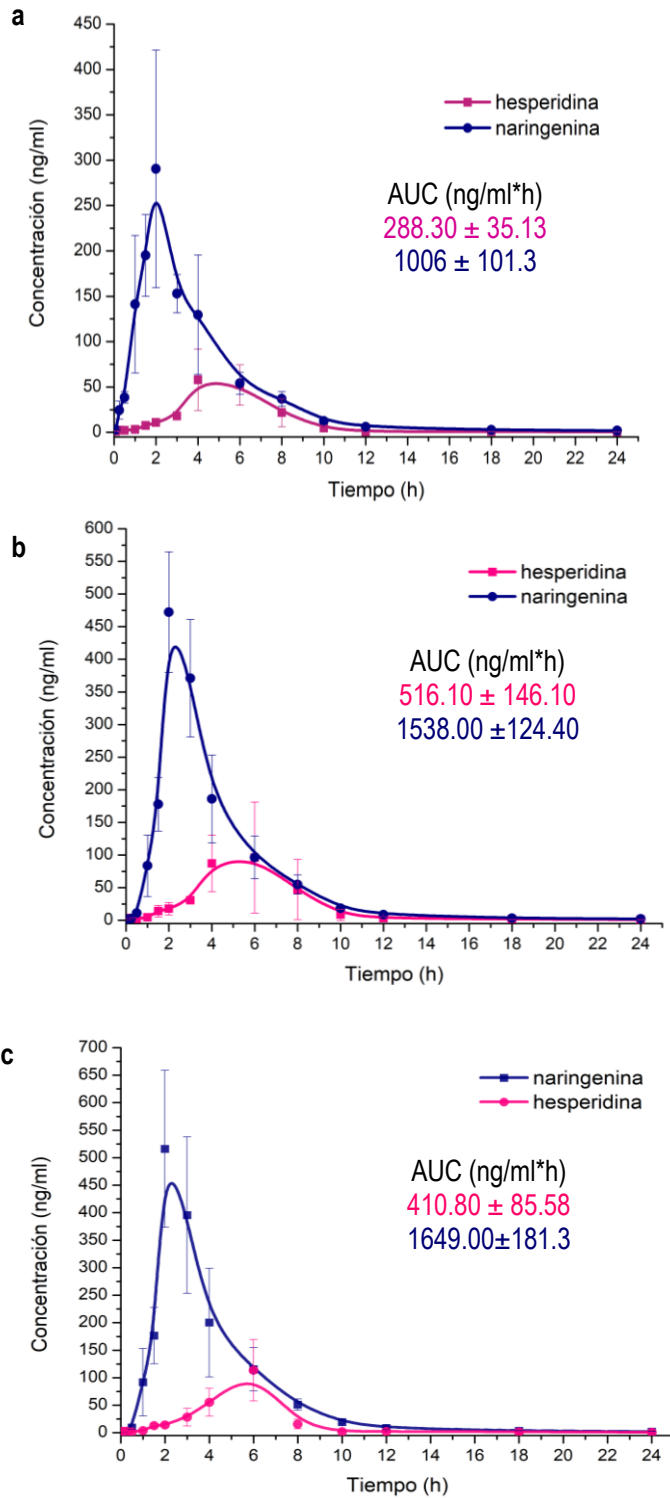 a
450
400
350
300
250
200
150
100
50
0
Concentración (ng/ml)
hesperidina
naringenina
AUC (ng/ml*h)
288.30 ± 35.13
1006 ± 101.3
0 2 4 6 8 10 12 14 16 18 20 22 24
Tiempo (h)
b
600
550
500
450
400
350
300
250
200
150
100
50
0
Concentración (ng/ml)
hesperidina
naringenina
AUC (ng/ml*h)
516.10 ± 146.10
1538.00 ±124.40
0 2 4 6 8 10 12 14 16 18 20 22 24
Tiempo (h)
c
700
650
600
550
500
450
400
350
300
250
200
150
100
50
0
Concentración (ng/ml)
naringenina
hesperidina
AUC (ng/ml*h)
410.80 ± 85.58
1649.00±181.3
0 2 4 6 8 10 12 14 16 18 20 22 24
Tiempo (h)